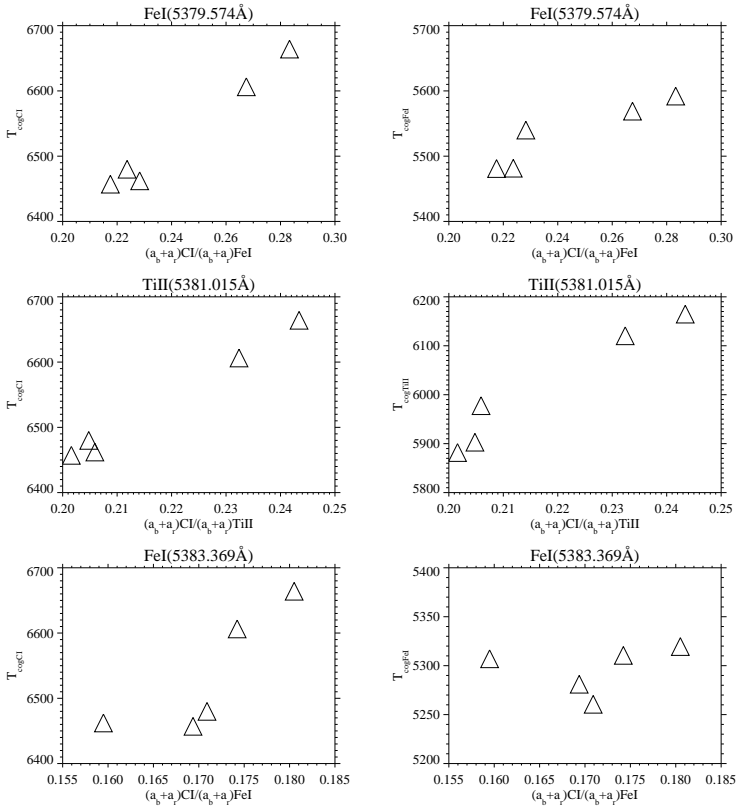 FeI(5379.574Å)
6700
6600
6500
6400
T_cogCI
0.20 0.22 0.24 0.26 0.28 0.30
(a_b+a_r)CI/(a_b+a_r)FeI
FeI(5379.574Å)
5700
5600
5500
5400
T_cogFeI
0.20 0.22 0.24 0.26 0.28 0.30
(a_b+a_r)CI/(a_b+a_r)FeI
TiII(5381.015Å)
6700
6600
6500
6400
T_cogCI
0.20 0.21 0.22 0.23 0.24 0.25
(a_b+a_r)CI/(a_b+a_r)TiII
TiII(5381.015Å)
6200
6100
6000
5900
5800
T_cogTiII
0.20 0.21 0.22 0.23 0.24 0.25
(a_b+a_r)CI/(a_b+a_r)TiII
FeI(5383.369Å)
6700
6600
6500
6400
T_cogCI
0.155 0.160 0.165 0.170 0.175 0.180 0.185
(a_b+a_r)CI/(a_b+a_r)FeI
FeI(5383.369Å)
5400
5350
5300
5250
5200
T_cogFeI
0.155 0.160 0.165 0.170 0.175 0.180 0.185
(a_b+a_r)CI/(a_b+a_r)FeI